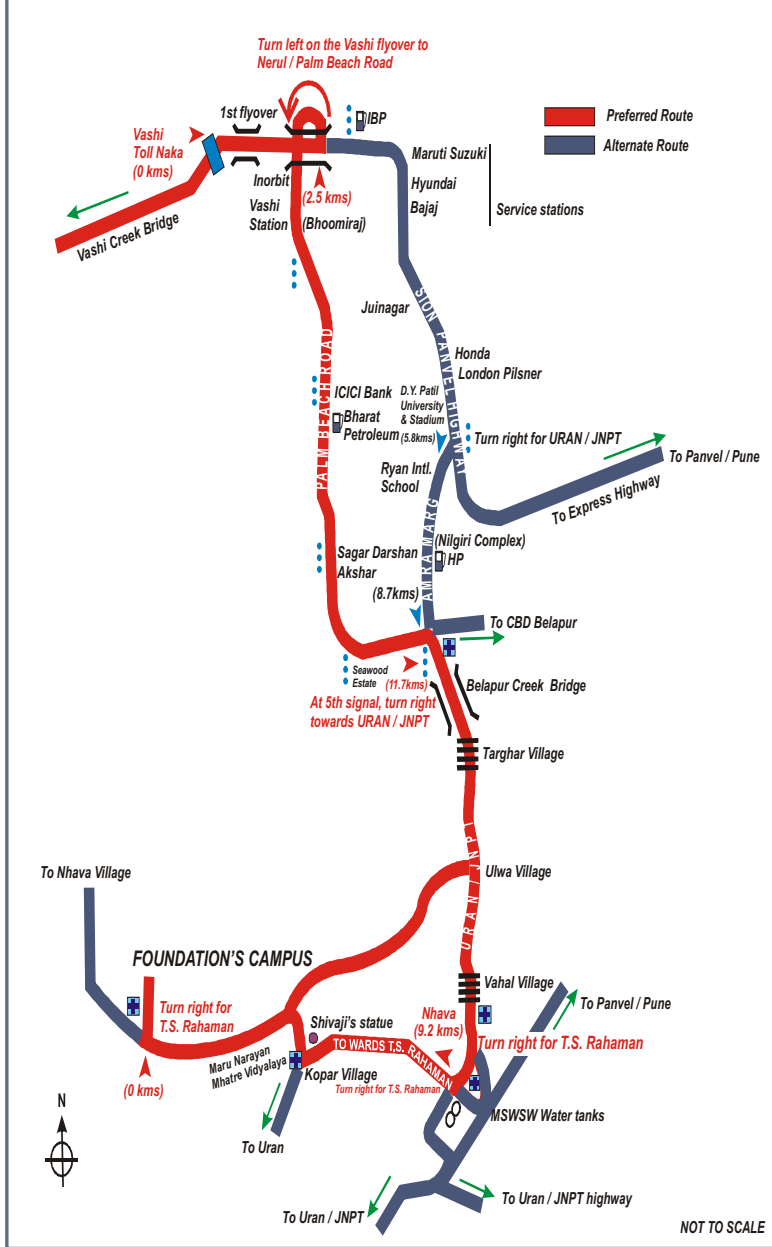 Turn left on the Vashi flyover to
Nerul / Palm Beach Road
1st flyover
IBP
Preferred Route
Alternate Route
Vashi
Toll Naka
(0 kms)
Maruti Suzuki
Hyundai
Bajaj
Service stations
Inorbit
(2.5 kms)
Vashi
Station
(Bhoomiraj)
Vashi Creek Bridge
Juinagar
SION PANVEL HIGHWAY
Honda
London Pilsner
PALM BEACH ROAD
ICICI Bank
Bharat
Petroleum
D.Y. Patil
University
& Stadium
(5.8kms)
Turn right for URAN / JNPT
To Panvel / Pune
To Express Highway
Ryan Intl.
School
AMRA MARG
(Nilgiri Complex)
HP
Sagar Darshan
Akshar
(8.7kms)
To CBD Belapur
Seawood
Estate
(11.7kms)
At 5th signal, turn right
towards URAN / JNPT
Belapur Creek Bridge
Targhar Village
URAN / JNPT
Ulwa Village
To Nhava Village
FOUNDATION'S CAMPUS
Turn right for
T.S. Rahaman
(0 kms)
Vahal Village
To Panvel / Pune
Nhava
(9.2 kms)
Turn right for T.S. Rahaman
Shivaji's statue
TO WARDS T.S. RAHAMAN
Maru Narayan
Mhatre Vidyalaya
Kopar Village
Turn right for T.S. Rahaman
MSWSW Water tanks
N
To Uran
To Uran / JNPT
To Uran / JNPT highway
NOT TO SCALE